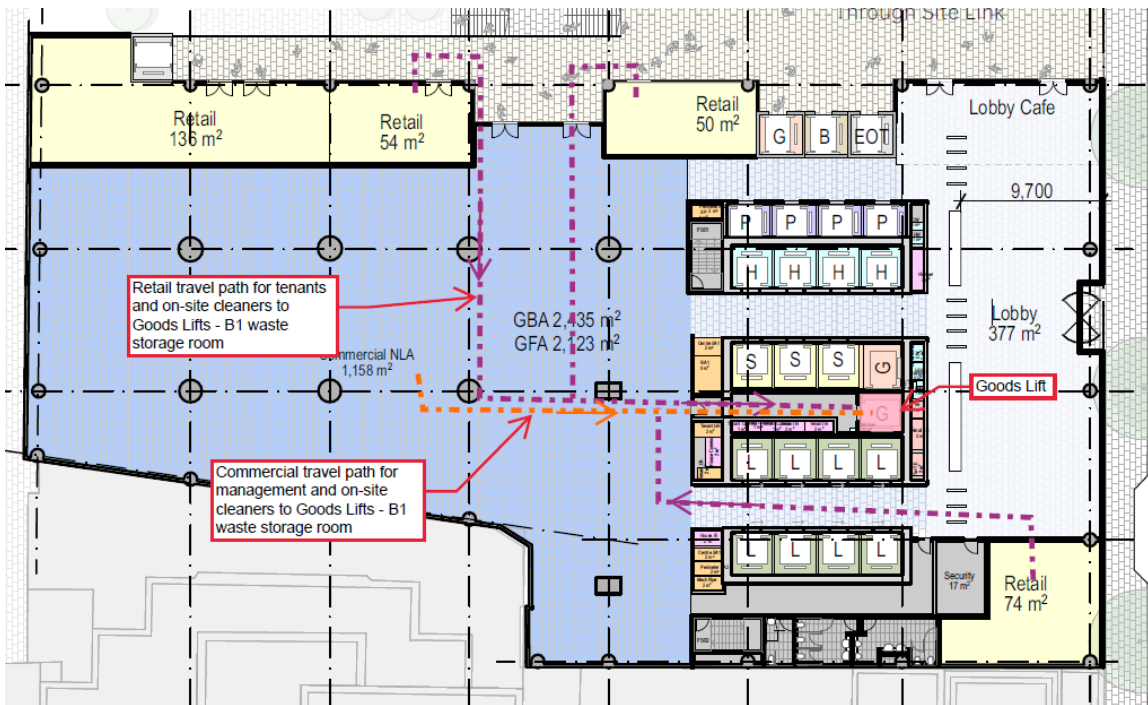 Through Site Link
Retail
136 m²
Retail
54 m²
Retail
50 m²
G
B
EOT
Lobby Cafe
9,700
P P P P
H H H H
Retail travel path for tenants
and on-site cleaners to
Goods Lifts - B1 waste
storage room
GBA 2,435 m²
GFA 2,123 m²
Commercial NLA
1,158 m²
Lobby
377 m²
S S S
G
Goods Lift
G
L L L L
Commercial travel path for
management and on-site
cleaners to Goods Lifts - B1
waste storage room
L L L L
Security
17 m²
Retail
74 m²